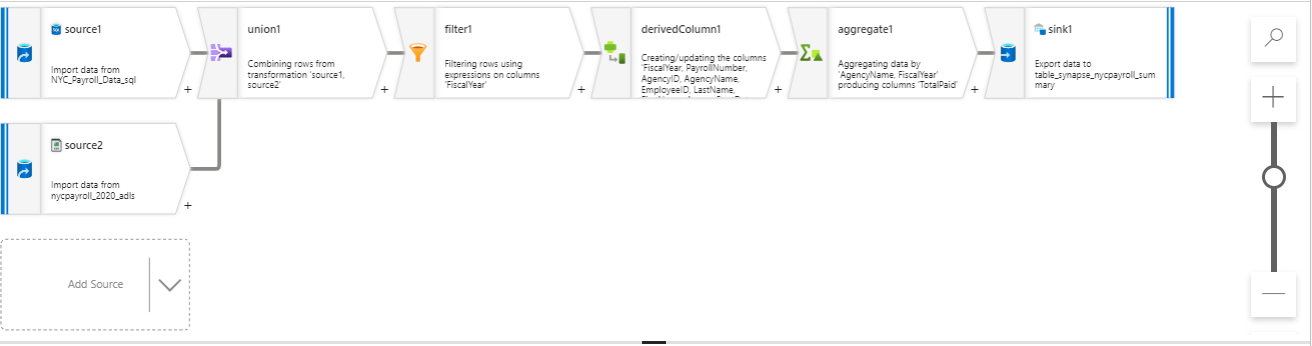 source1
Import data from
NYC_Payroll_Data_sql
+
union1
Combining rows from
transformation 'source1,
source2'
+
filter1
Filtering rows using
expressions on columns
'FiscalYear'
+
derivedColumn1
Creating/updating the columns
'FiscalYear, PayrollNumber,
AgencyID, AgencyName,
EmployeeID, LastName,
+
aggregate1
Aggregating data by
'AgencyName, FiscalYear'
producing columns 'TotalPaid'
+
sink1
Export data to
table_synapse_nycpayroll_sum
mary
source2
Import data from
nycpayroll_2020_adls
+
Add Source